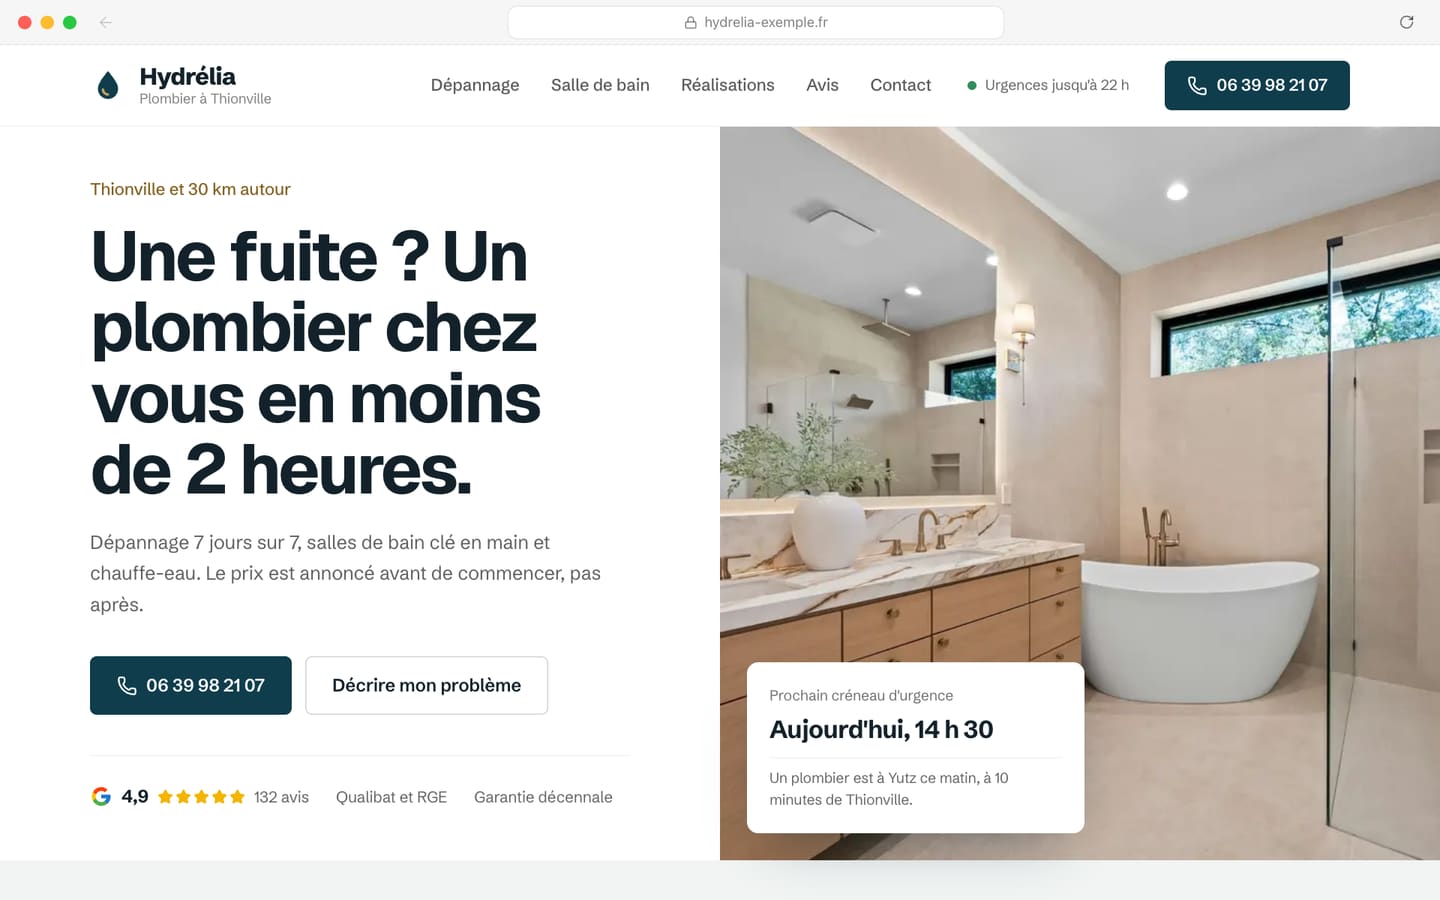 hydrelia-exemple.fr
Hydrélia
Plombier à Thionville
Dépannage
Salle de bain
Réalisations
Avis
Contact
Urgences jusqu'à 22 h
06 39 98 21 07
Thionville et 30 km autour
Une fuite ? Un
plombier chez
vous en moins
de 2 heures.
Dépannage 7 jours sur 7, salles de bain clé en main et
chauffe-eau. Le prix est annoncé avant de commencer, pas
après.
06 39 98 21 07
Décrire mon problème
4,9
132 avis
Qualibat et RGE
Garantie décennale
Prochain créneau d'urgence
Aujourd'hui, 14 h 30
Un plombier est à Yutz ce matin, à 10
minutes de Thionville.